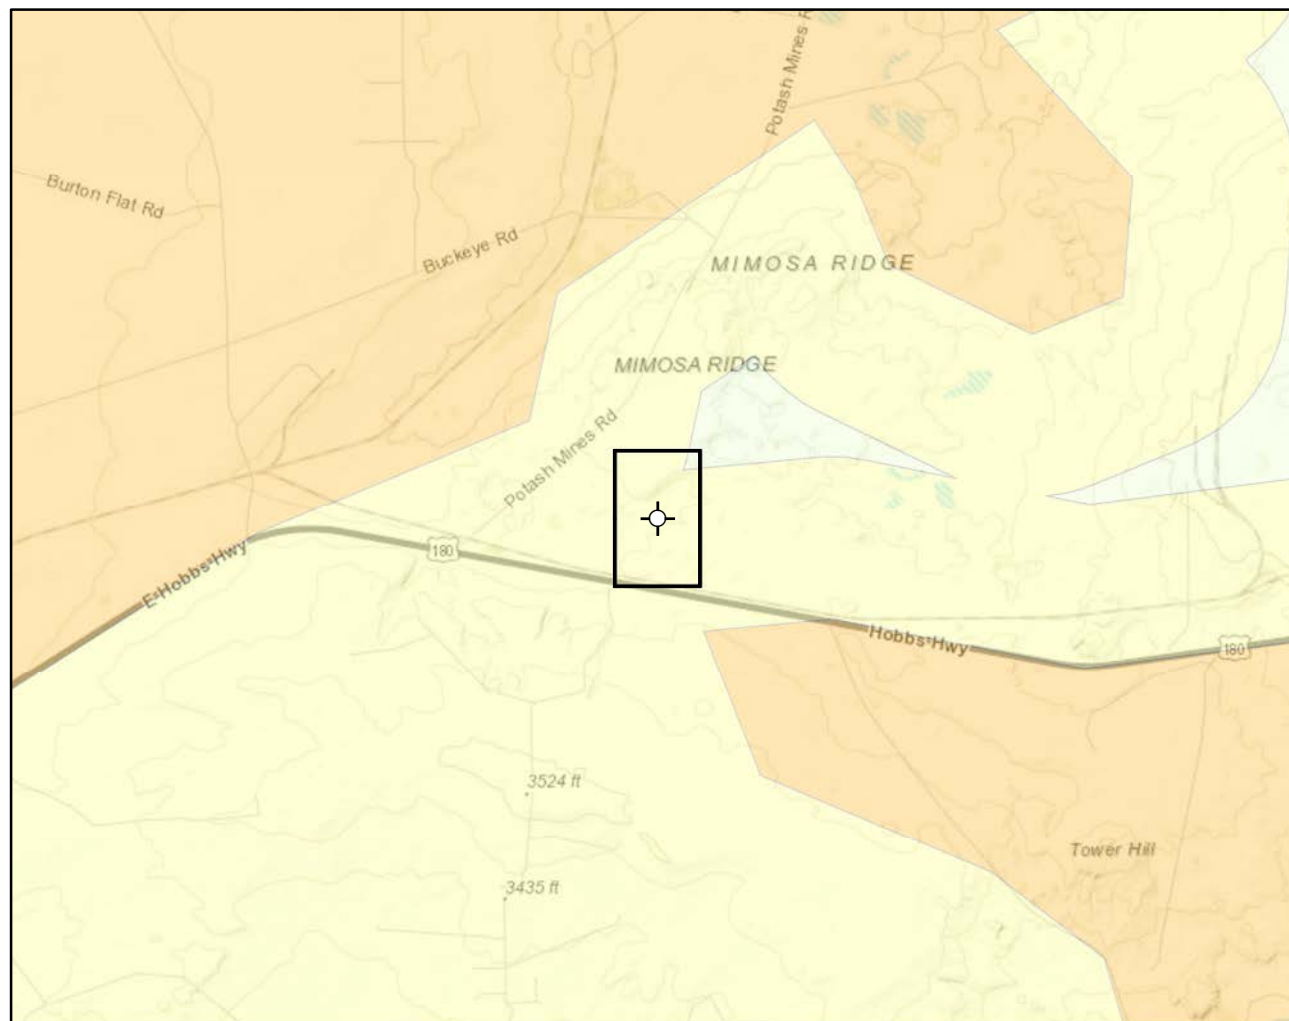 Potash Mines R
Burton Flat Rd
Buckeye Rd
MIMOSA RIDGE
MIMOSA RIDGE
Potash Mines Rd
180
E Hobbs Hwy
Hobbs Hwy
180
3524 ft
Tower Hill
3435 ft